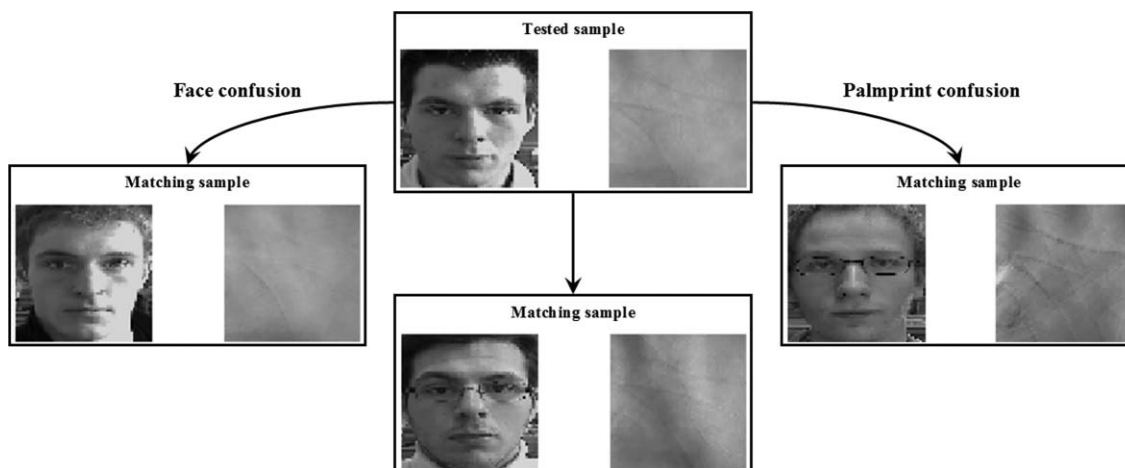 Tested sample
Face confusion
Palmprint confusion
Matching sample
Matching sample
Matching sample